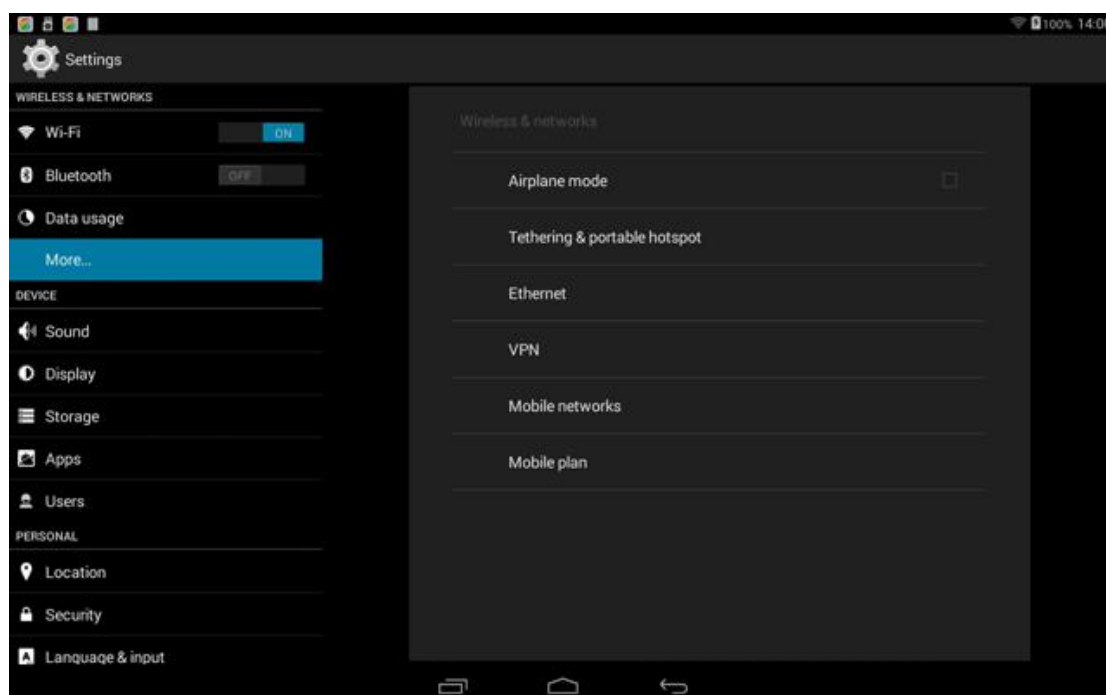 100% 14:00
Settings
WIRELESS & NETWORKS
Wi-Fi ON
Bluetooth OFF
Data usage
More...
DEVICE
Sound
Display
Storage
Apps
Users
PERSONAL
Location
Security
Language & input
Wireless & networks
Airplane mode
Tethering & portable hotspot
Ethernet
VPN
Mobile networks
Mobile plan